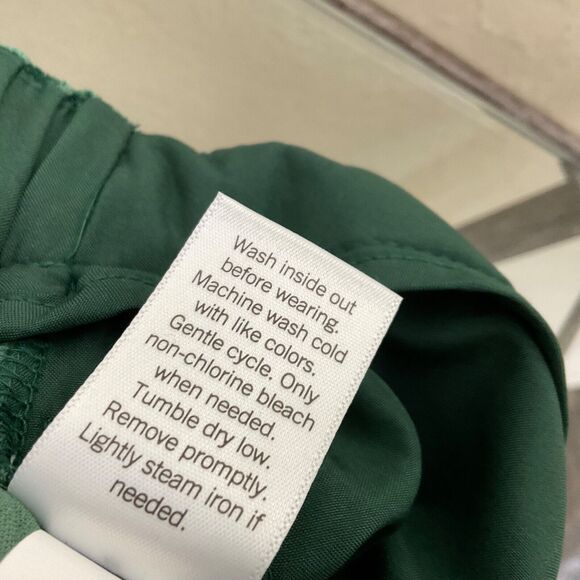 Wash inside out
before wearing.
Machine wash cold
with like colors.
Gentle cycle. Only
non-chlorine bleach
when needed.
Tumble dry low.
Remove promptly.
Lightly steam iron if
needed.